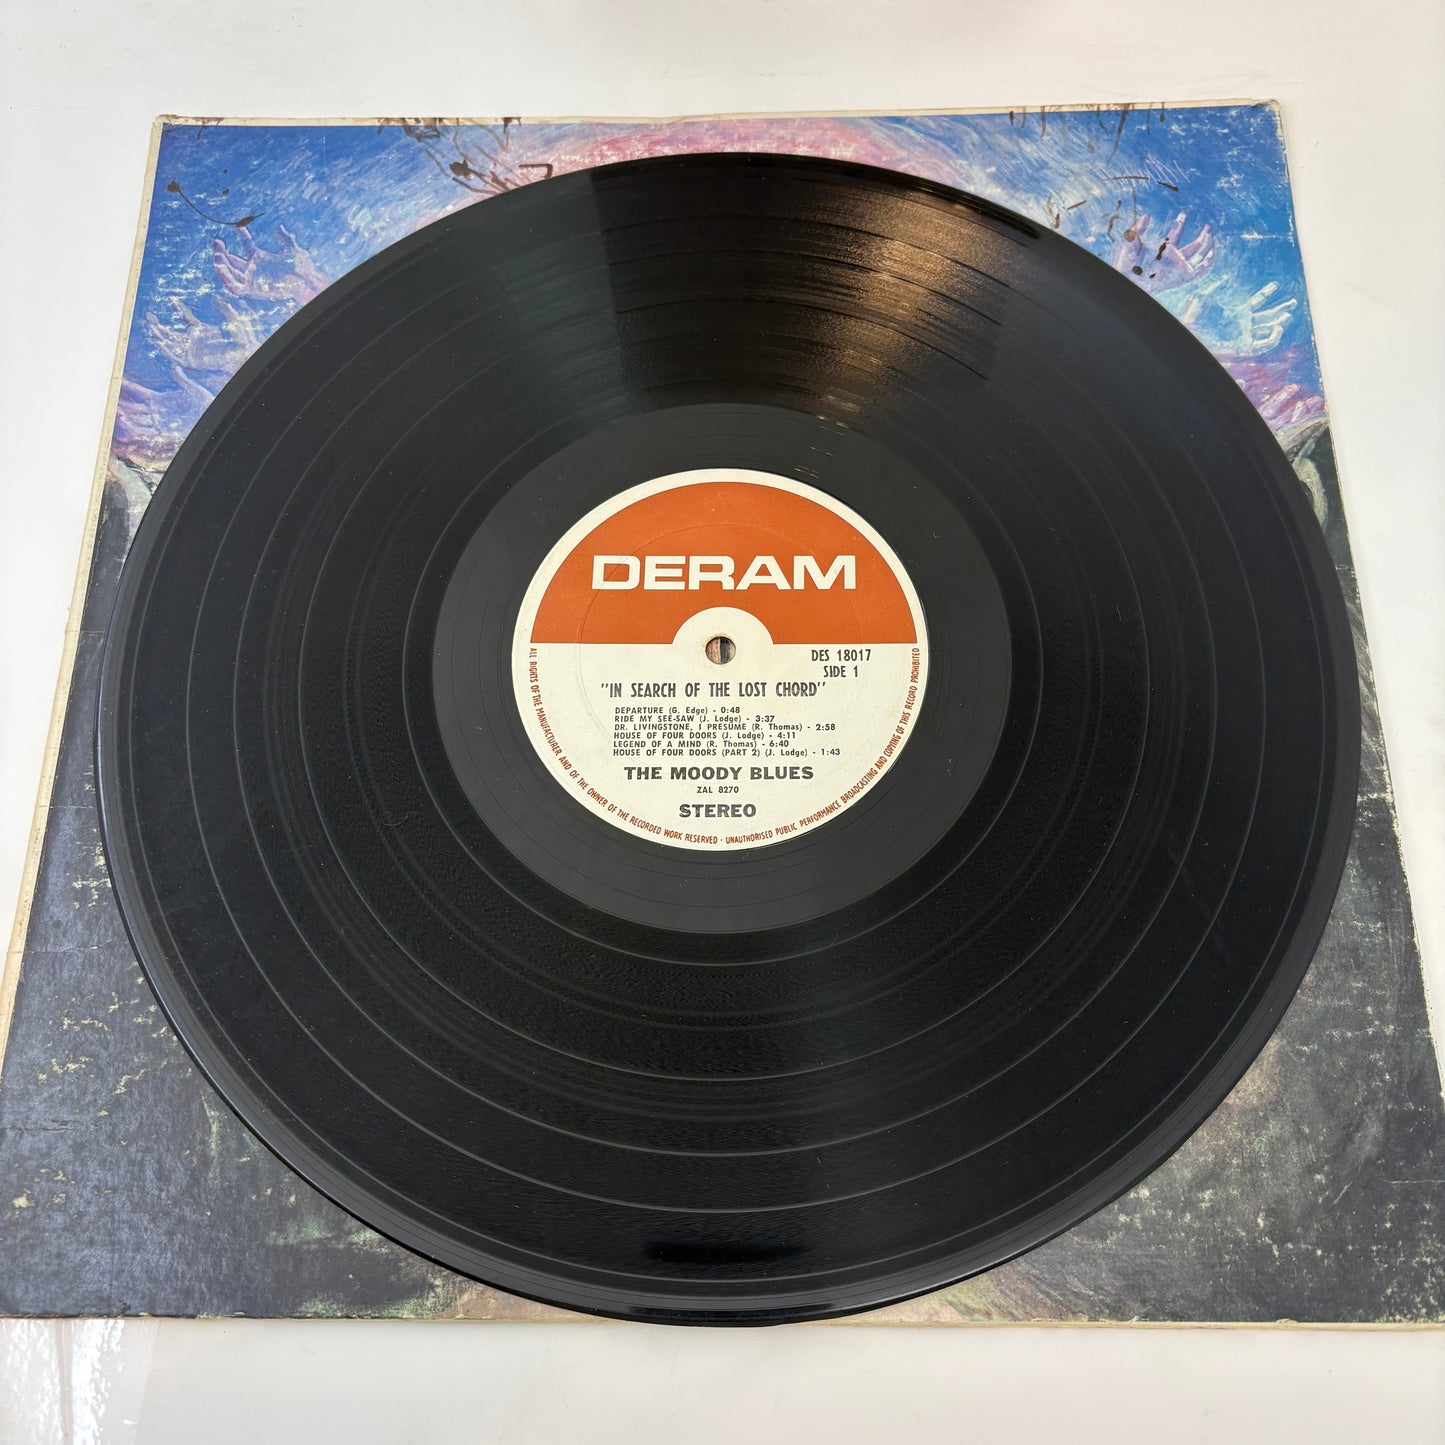 DERAM
DES 18017
SIDE 1
"IN SEARCH OF THE LOST CHORD"
DEPARTURE (G. Edge) - 0:48
RIDE MY SEE-SAW (J. Lodge) - 3:37
DR. LIVINGSTONE, I PRESUME (R. Thomas) - 2:58
HOUSE OF FOUR DOORS (J. Lodge) - 4:11
LEGEND OF A MIND (R. Thomas) - 6:40
HOUSE OF FOUR DOORS (PART 2) (J. Lodge) - 1:43
THE MOODY BLUES
ZAL 8270
STEREO
ALL RIGHTS OF THE MANUFACTURER AND OF THE OWNER OF THE RECORDED WORK RESERVED · UNAUTHORISED PUBLIC PERFORMANCE BROADCASTING AND COPYING OF THIS RECORD PROHIBITED